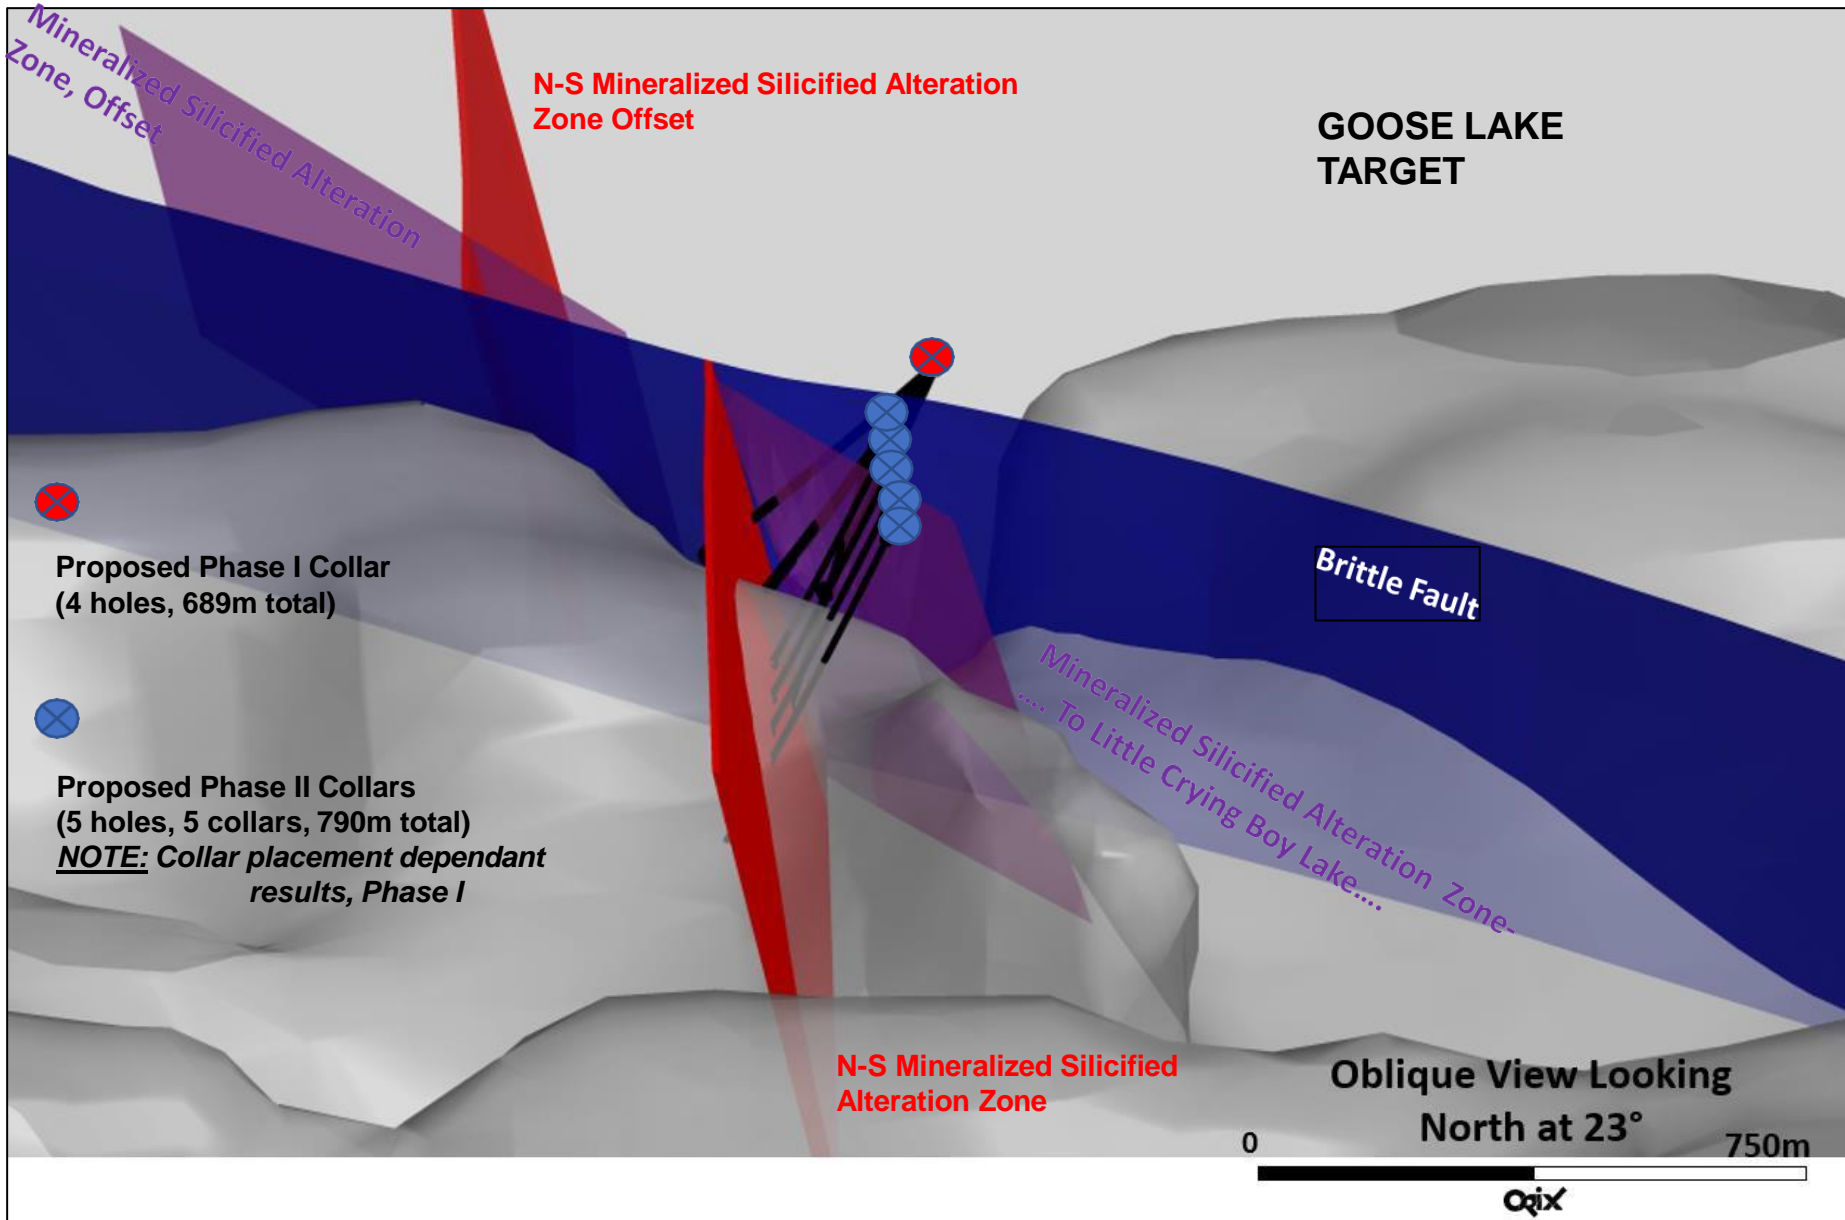 Mineralized Silicified Alteration
Zone, Offset
N-S Mineralized Silicified Alteration
Zone Offset
GOOSE LAKE
TARGET
Proposed Phase I Collar
(4 holes, 689m total)
Brittle Fault
Mineralized Silicified Alteration Zone-
.... To Little Crying Boy Lake....
Proposed Phase II Collars
(5 holes, 5 collars, 790m total)
NOTE: Collar placement dependant
results, Phase I
N-S Mineralized Silicified
Alteration Zone
Oblique View Looking
North at 23°
0 750m
Oqix